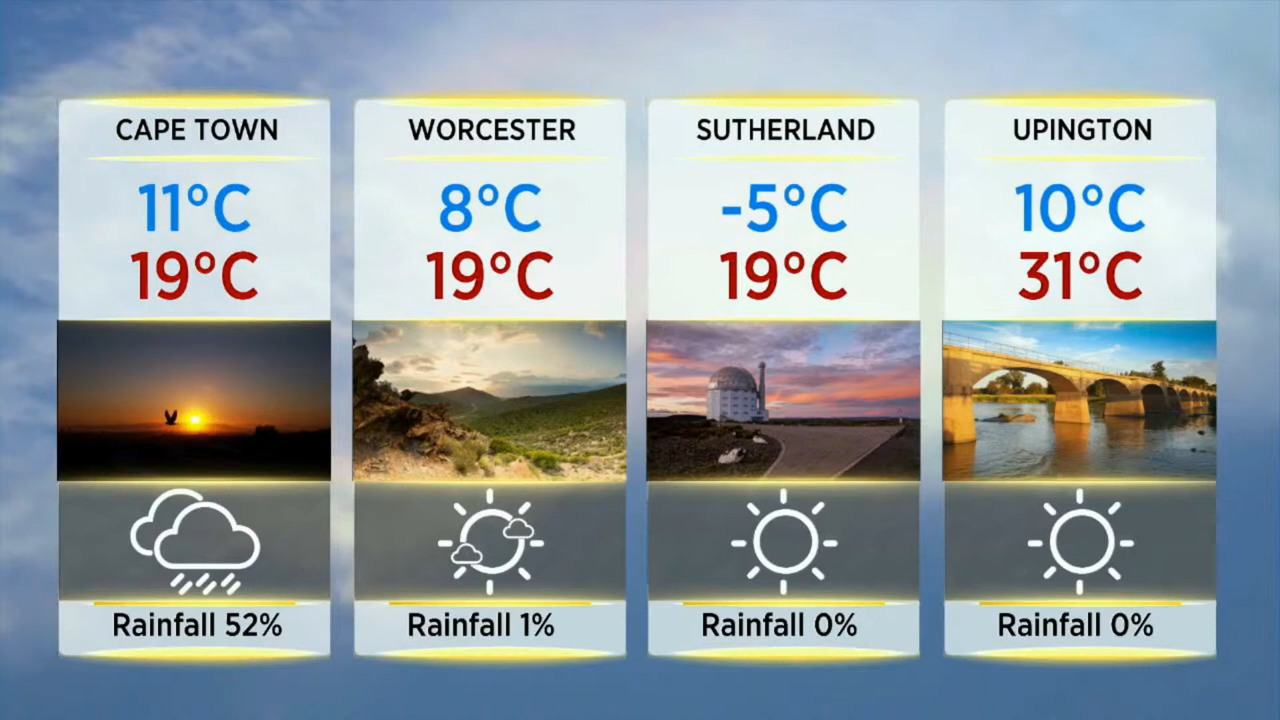 CAPE TOWN
11°C
19°C
Rainfall 52%
WORCESTER
8°C
19°C
Rainfall 1%
SUTHERLAND
-5°C
19°C
Rainfall 0%
UPINGTON
10°C
31°C
Rainfall 0%